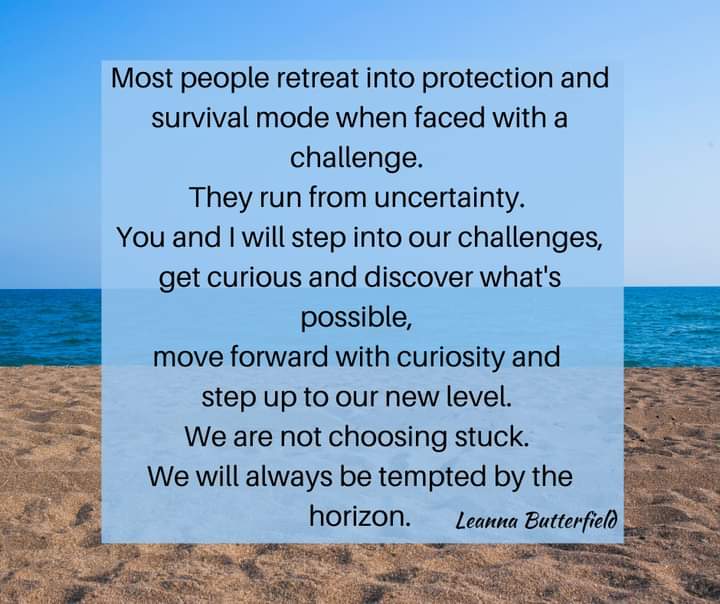 Most people retreat into protection and
survival mode when faced with a
challenge.
They run from uncertainty.
You and I will step into our challenges,
get curious and discover what's
possible,
move forward with curiosity and
step up to our new level.
We are not choosing stuck.
We will always be tempted by the
horizon.
Leanna Butterfield